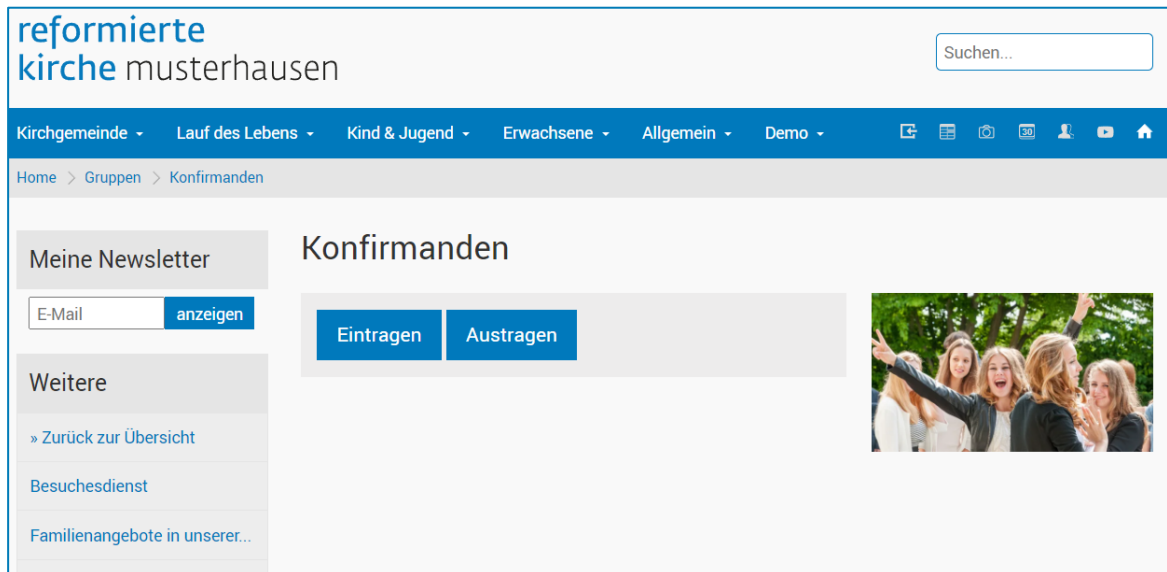 reformierte
kirche musterhausen
Suchen...
Kirchgemeinde Lauf des Lebens Kind & Jugend Erwachsene Allgemein Demo 30
Home > Gruppen > Konfirmanden
Meine Newsletter
E-Mail anzeigen
Weitere
» Zurück zur Übersicht
Besuchesdienst
Familienangebote in unserer...
Konfirmanden
Eintragen Austragen